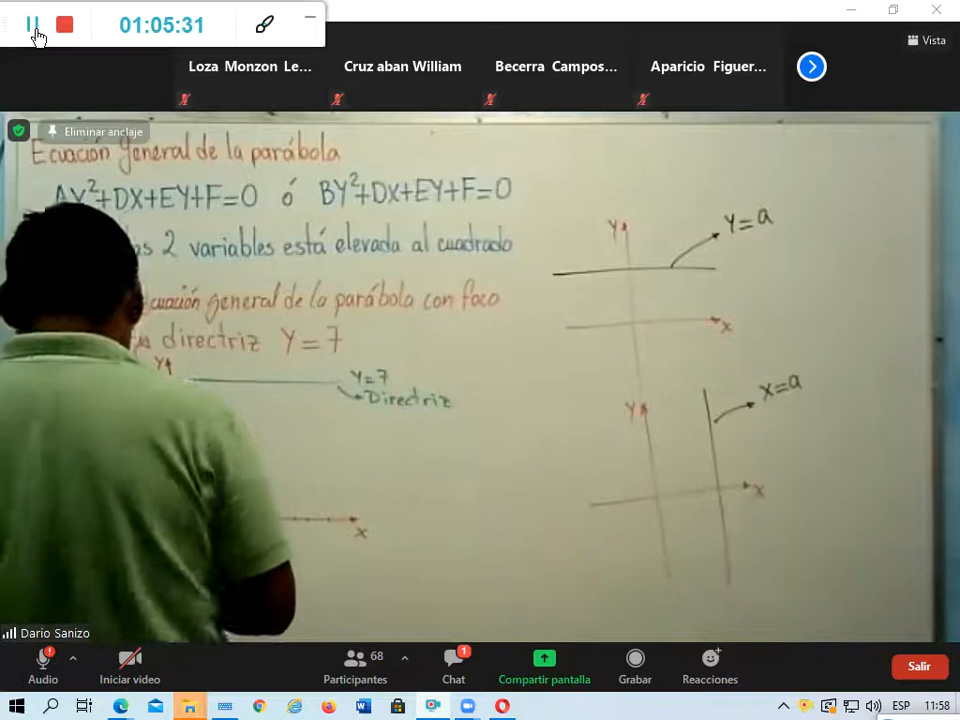 01:05:31
Vista
Loza Monzon Le...
Cruz aban William
Becerra Campos...
Aparicio Figuer...
Eliminar anclaje
Ecuación general de la parábola
AY²+DX+EY+F=0 ó BY²+DX+EY+F=0
2 variables está elevada al cuadrado
cuación general de la parábola con foco
directriz Y=7
Y
Y=7
Directriz
X
Y
Y=a
X
Y
X=a
X
Dario Sanizo
Audio
Iniciar video
68
Participantes
1
Chat
Compartir pantalla
Grabar
Reacciones
Salir
ESP
11:58